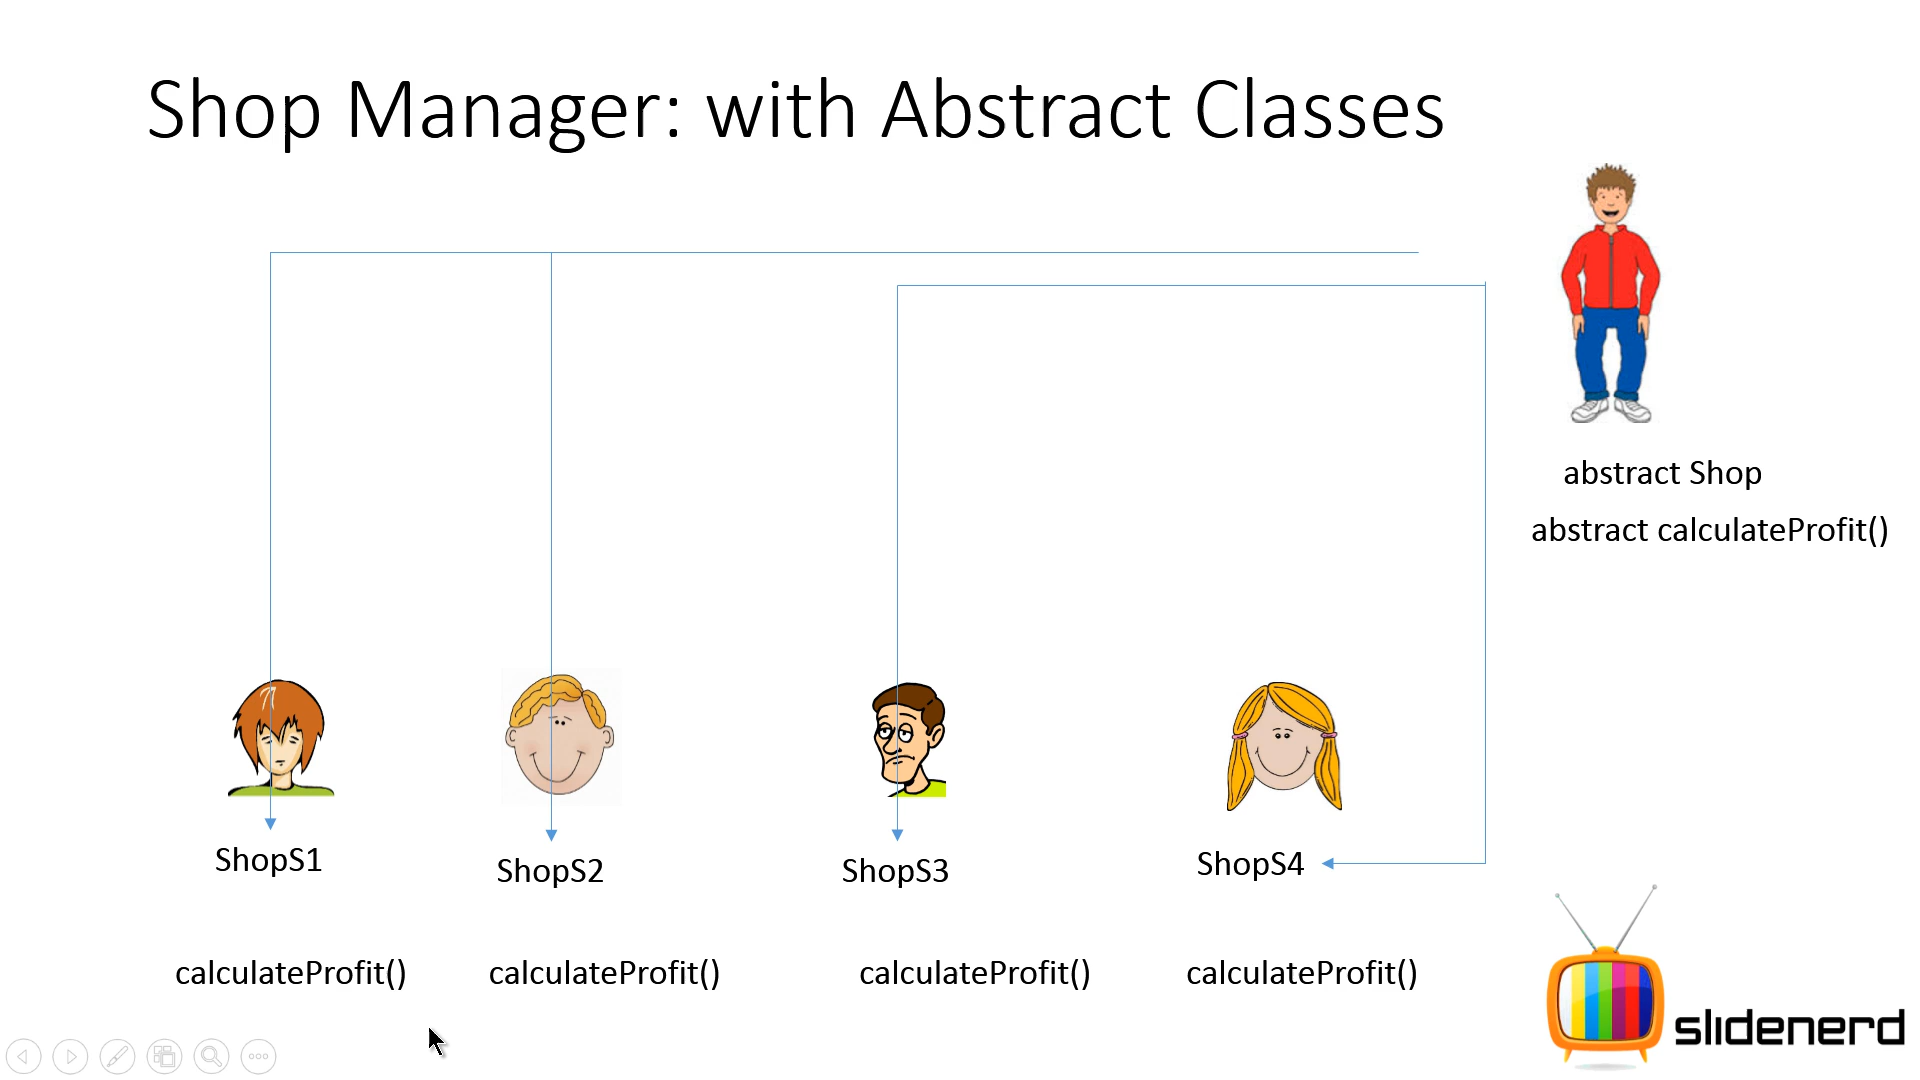 Shop Manager: with Abstract Classes
abstract Shop
abstract calculateProfit()
ShopS1
ShopS2
ShopS3
ShopS4
calculateProfit()
calculateProfit()
calculateProfit()
calculateProfit()
slidenerd